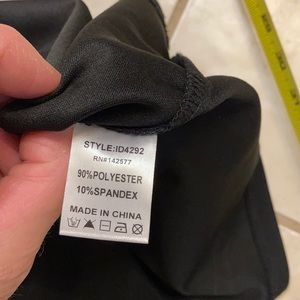 STYLE:ID4292
RN#142577
90%POLYESTER
10%SPANDEX
MADE IN CHINA